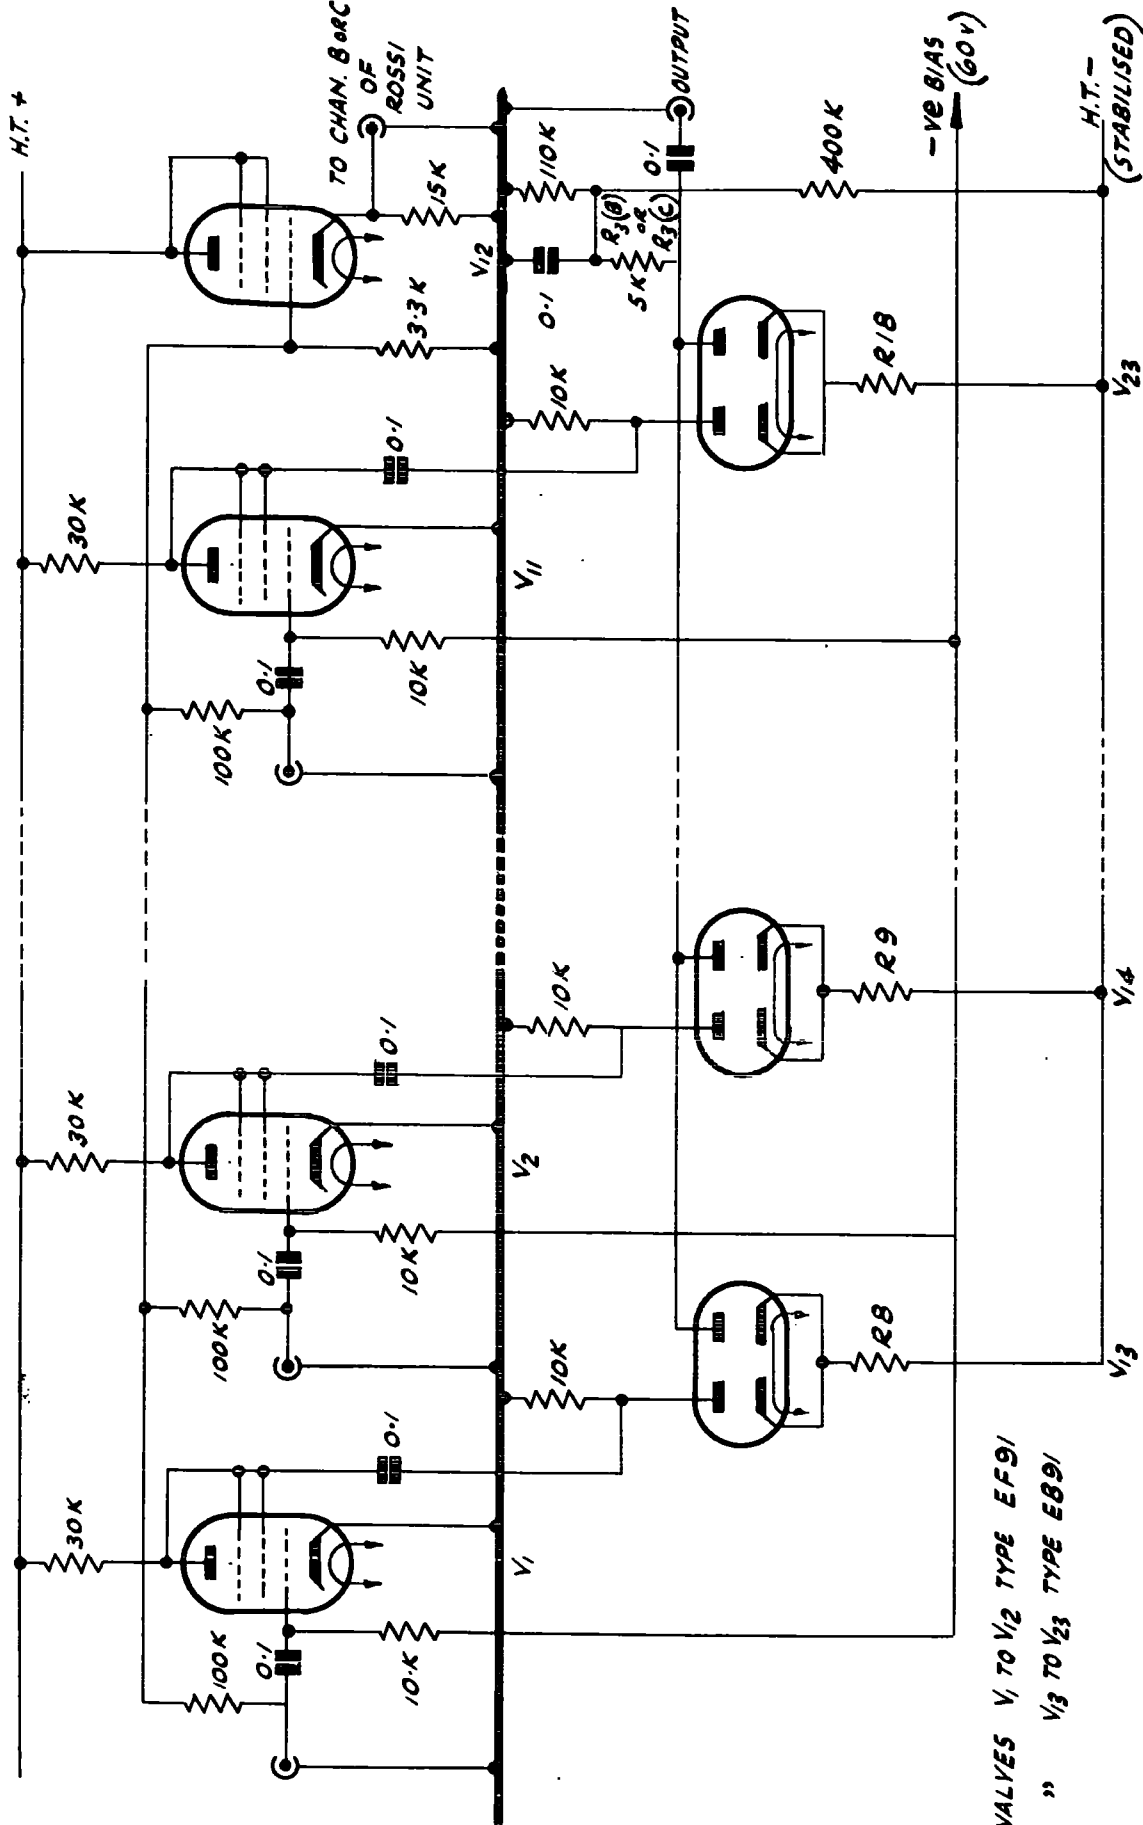 H.T. +
30K
30K
30K
TO CHAN. B OR C
OF
ROSSI
UNIT
100K
0·1
10·K
0·1
100K
0·1
10K
0·1
100K
0·1
10K
0·1
3·3K
15K
V1
V2
V11
V12
10K
10K
10K
0·1
110K
5K
R3(B)
OR
R3(C)
0·1
OUTPUT
400K
R8
R9
R18
-VE BIAS
(60V)
H.T. -
(STABILISED)
V13
V14
V23
VALVES V1 TO V12 TYPE EF91
" V13 TO V23 TYPE EB91